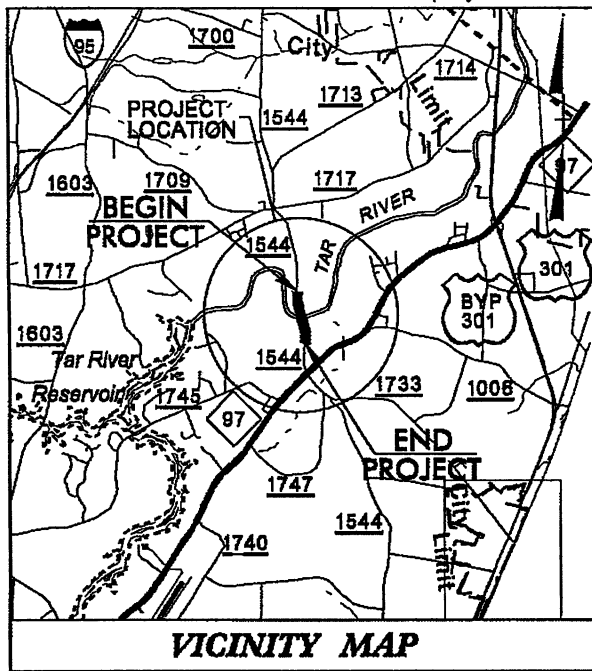 95
1700
City
Limit
1714
1713
PROJECT
LOCATION
1544
97
1603
1709
1717
BEGIN
PROJECT
RIVER
TAR
1544
301
1717
BYP
301
1603
Tar River
Reservoir
1544
1745
1733
1006
97
END
PROJECT
1747
City
Limit
1544
1740
VICINITY MAP